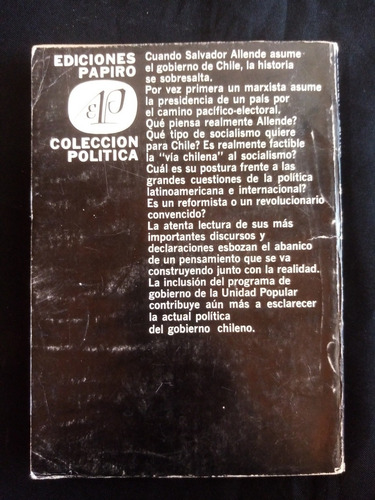 EDICIONES
PAPIRO
εp
COLECCION
POLITICA
Cuando Salvador Allende asume
el gobierno de Chile, la historia
se sobresalta.
Por vez primera un marxista asume
la presidencia de un país por
el camino pacífico-electoral.
Qué piensa realmente Allende?
Qué tipo de socialismo quiere
para Chile? Es realmente factible
la "vía chilena" al socialismo?
Cuál es su postura frente a las
grandes cuestiones de la política
latinoamericana e internacional?
Es un reformista o un revolucionario
convencido?
La atenta lectura de sus más
importantes discursos y
declaraciones esbozan el abanico
de un pensamiento que se va
construyendo junto con la realidad.
La inclusión del programa de
gobierno de la Unidad Popular
contribuye aún más a esclarecer
la actual política
del gobierno chileno.